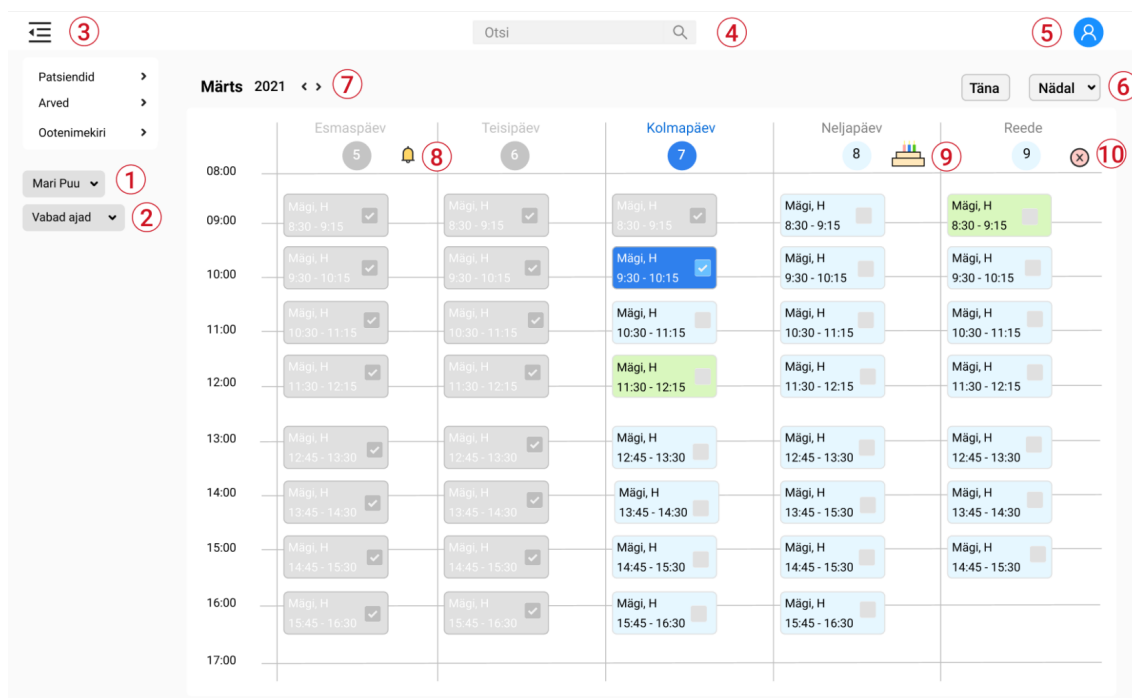 3
Otsi
4
5
Patsiendid
Arved
Ootenimekiri
Mari Puu
1
Vabad ajad
2
Märts 2021
7
Täna
Nädal
6
Esmaspäev Teisipäev Kolmapäev Neljapäev Reede
5 8 6 7 8 9 9 10
08:00
09:00
Mägi, H Mägi, H Mägi, H Mägi, H Mägi, H
8:30 - 9:15 8:30 - 9:15 8:30 - 9:15 8:30 - 9:15 8:30 - 9:15
10:00
Mägi, H Mägi, H Mägi, H Mägi, H Mägi, H
9:30 - 10:15 9:30 - 10:15 9:30 - 10:15 9:30 - 10:15 9:30 - 10:15
11:00
Mägi, H Mägi, H Mägi, H Mägi, H Mägi, H
10:30 - 11:15 10:30 - 11:15 10:30 - 11:15 10:30 - 11:15 10:30 - 11:15
12:00
Mägi, H Mägi, H Mägi, H Mägi, H Mägi, H
11:30 - 12:15 11:30 - 12:15 11:30 - 12:15 11:30 - 12:15 11:30 - 12:15
13:00
Mägi, H Mägi, H Mägi, H Mägi, H Mägi, H
12:45 - 13:30 12:45 - 13:30 12:45 - 13:30 12:45 - 13:30 12:45 - 13:30
14:00
Mägi, H Mägi, H Mägi, H Mägi, H Mägi, H
13:45 - 14:30 13:45 - 14:30 13:45 - 14:30 13:45 - 15:30 13:45 - 14:30
15:00
Mägi, H Mägi, H Mägi, H Mägi, H Mägi, H
14:45 - 15:30 14:45 - 15:30 14:45 - 15:30 14:45 - 15:30 14:45 - 15:30
16:00
Mägi, H Mägi, H Mägi, H Mägi, H
15:45 - 16:30 15:45 - 16:30 15:45 - 16:30 15:45 - 16:30
17:00